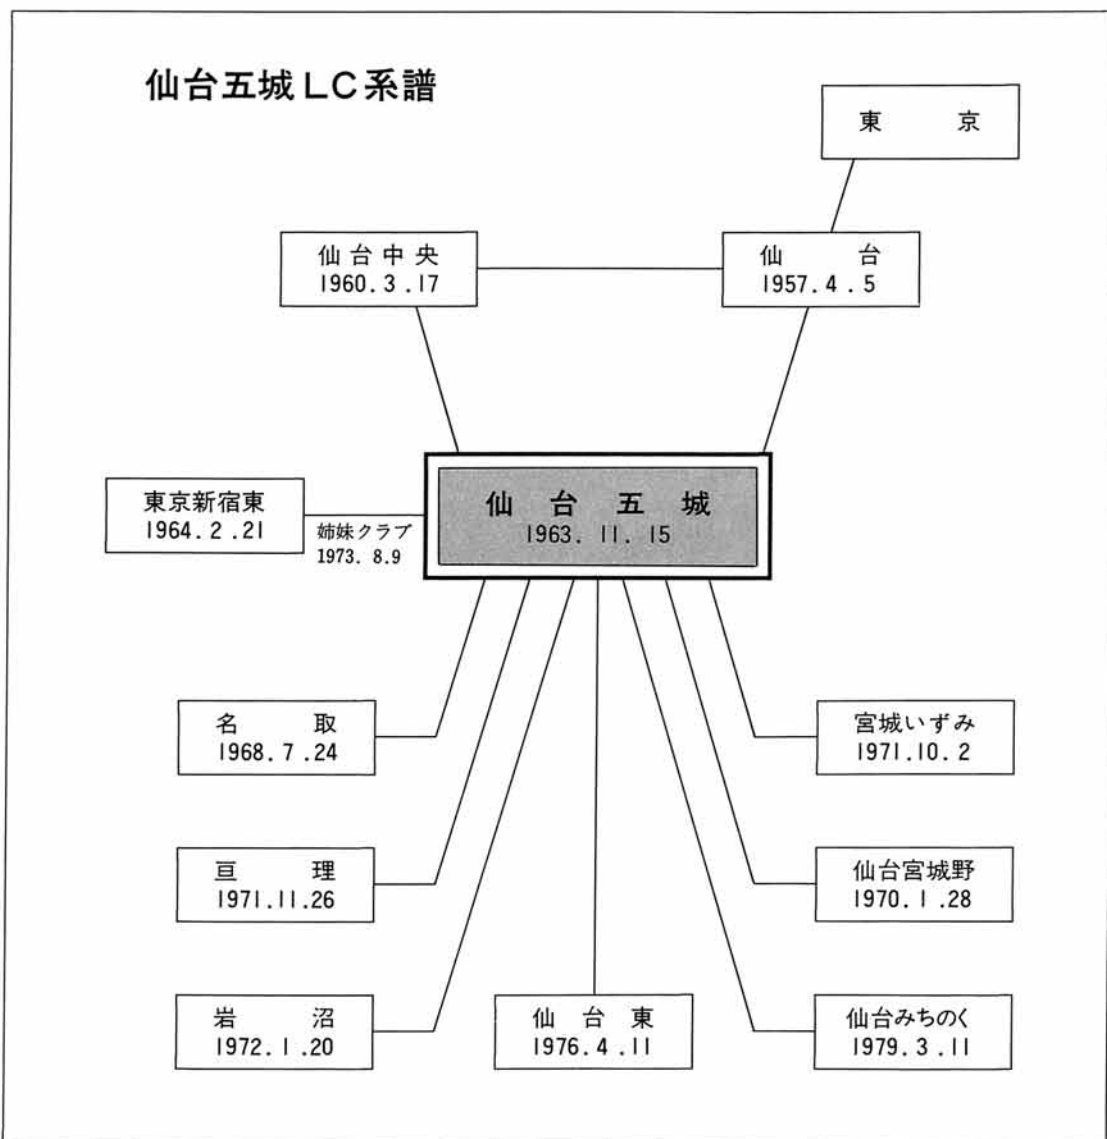 仙台五城LC系譜
東京
仙台中央
1960.3.17
仙台
1957.4.5
仙台五城
1963.11.15
東京新宿東
1964.2.21
姉妹クラブ
1973.8.9
名取
1968.7.24
宮城いずみ
1971.10.2
亘理
1971.11.26
仙台宮城野
1970.1.28
岩沼
1972.1.20
仙台東
1976.4.11
仙台みちのく
1979.3.11